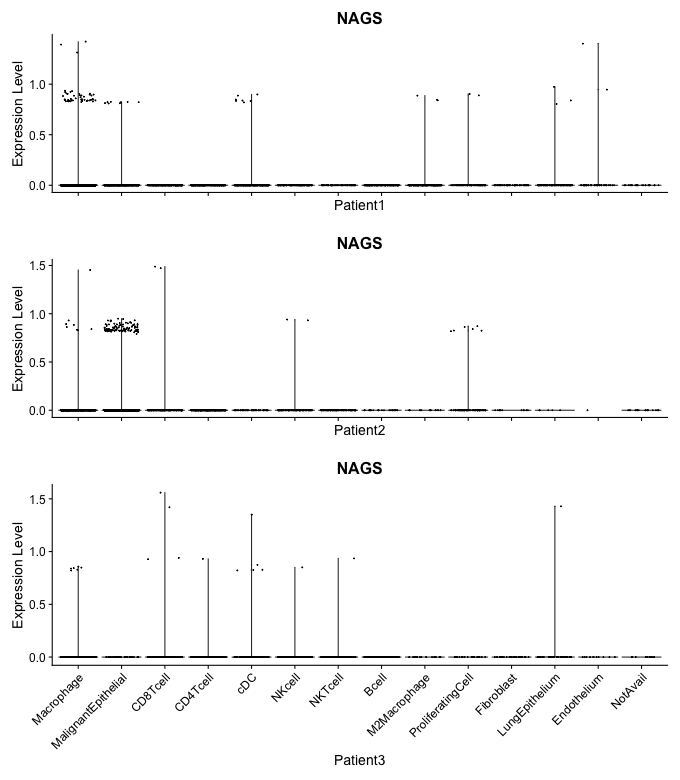 NAGS
Expression Level
1.0
0.5
0.0
Patient1
NAGS
Expression Level
1.5
1.0
0.5
0.0
Patient2
NAGS
Expression Level
1.5
1.0
0.5
0.0
Macrophage
MalignantEpithelial
CD8Tcell
CD4Tcell
cDC
NKcell
NKTcell
Bcell
M2Macrophage
ProliferatingCell
Fibroblast
LungEpithelium
Endothelium
NotAvail
Patient3